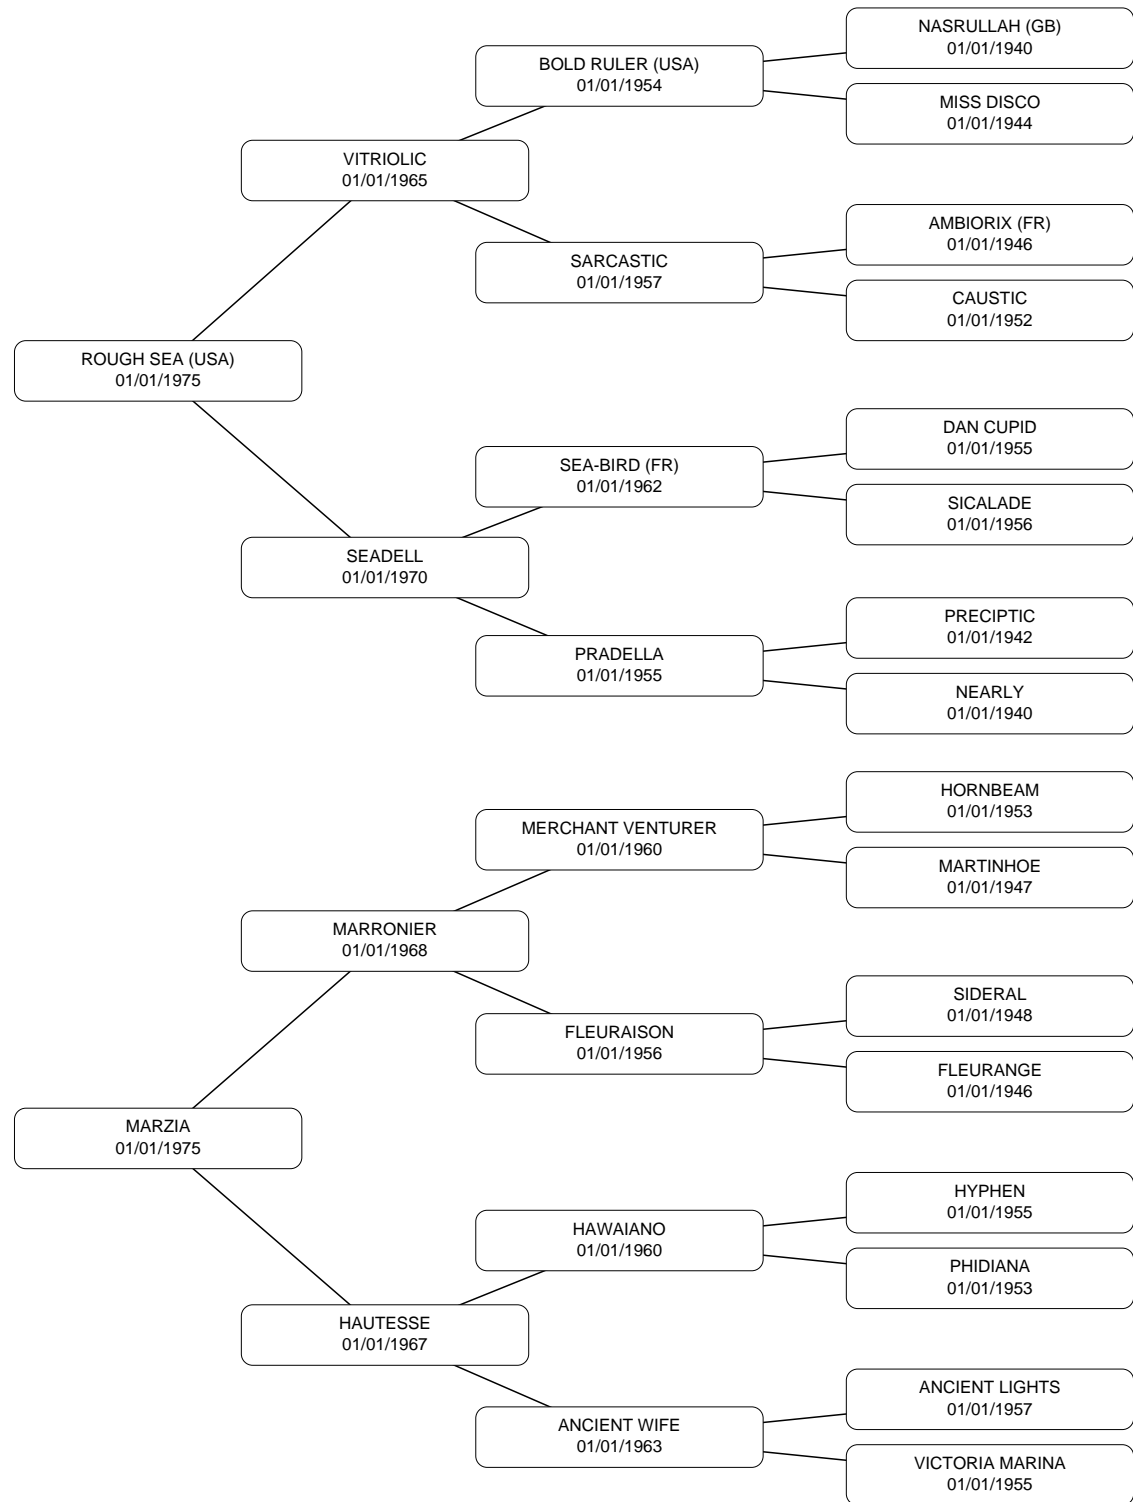 NASRULLAH (GB)
01/01/1940
BOLD RULER (USA)
01/01/1954
MISS DISCO
01/01/1944
VITRIOLIC
01/01/1965
AMBIORIX (FR)
01/01/1946
SARCASTIC
01/01/1957
CAUSTIC
01/01/1952
ROUGH SEA (USA)
01/01/1975
DAN CUPID
01/01/1955
SEA-BIRD (FR)
01/01/1962
SICALADE
01/01/1956
SEADELL
01/01/1970
PRECIPTIC
01/01/1942
PRADELLA
01/01/1955
NEARLY
01/01/1940
HORNBEAM
01/01/1953
MERCHANT VENTURER
01/01/1960
MARTINHOE
01/01/1947
MARRONIER
01/01/1968
SIDERAL
01/01/1948
FLEURAISON
01/01/1956
FLEURANGE
01/01/1946
MARZIA
01/01/1975
HYPHEN
01/01/1955
HAWAIANO
01/01/1960
PHIDIANA
01/01/1953
HAUTESSE
01/01/1967
ANCIENT LIGHTS
01/01/1957
ANCIENT WIFE
01/01/1963
VICTORIA MARINA
01/01/1955